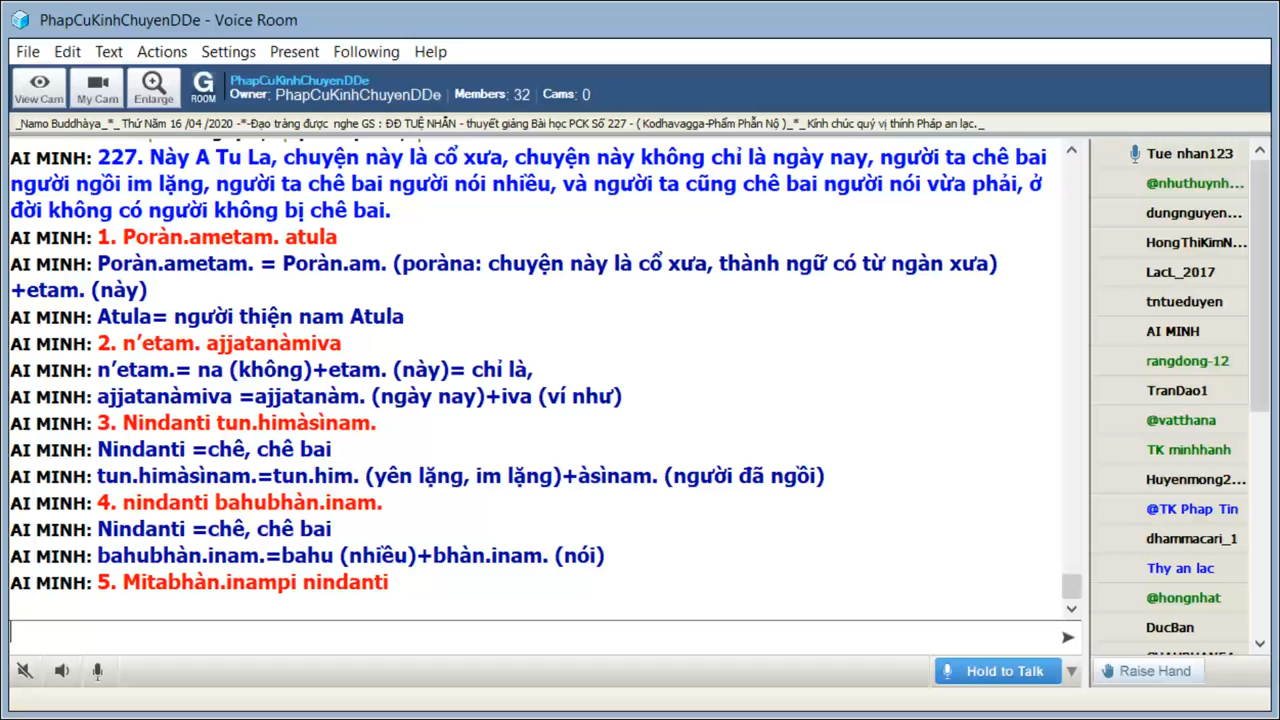 PhapCuKinhChuyenDDe - Voice Room
File Edit Text Actions Settings Present Following Help
View Cam My Cam Enlarge G ROOM PhapCuKinhChuyenDDe
Owner: PhapCuKinhChuyenDDe Members: 32 Cams: 0
_Namo Buddhàya_*_ Thứ Năm 16 /04 /2020 -*-Đạo tràng được nghe GS : ĐĐ TUỆ NHẪN - thuyết giảng Bài học PCK Số 227 - ( Kodhavagga-Phẩm Phẫn Nộ )_*_ Kính chúc quý vị thính Pháp an lạc._
AI MINH: 227. Này A Tu La, chuyện này là cổ xưa, chuyện này không chỉ là ngày nay, người ta chê bai
người ngồi im lặng, người ta chê bai người nói nhiều, và người ta cũng chê bai người nói vừa phải, ở
đời không có người không bị chê bai.
AI MINH: 1. Poràn.ametam. atula
AI MINH: Poràn.ametam. = Poràn.am. (poràna: chuyện này là cổ xưa, thành ngữ có từ ngàn xưa)
+etam. (này)
AI MINH: Atula= người thiện nam Atula
AI MINH: 2. n’etam. ajjatanàmiva
AI MINH: n’etam.= na (không)+etam. (này)= chỉ là,
AI MINH: ajjatanàmiva =ajjatanàm. (ngày nay)+iva (ví như)
AI MINH: 3. Nindanti tun.himàsìnam.
AI MINH: Nindanti =chê, chê bai
AI MINH: tun.himàsìnam.=tun.him. (yên lặng, im lặng)+àsìnam. (người đã ngồi)
AI MINH: 4. nindanti bahubhàn.inam.
AI MINH: Nindanti =chê, chê bai
AI MINH: bahubhàn.inam.=bahu (nhiều)+bhàn.inam. (nói)
AI MINH: 5. Mitabhàn.inampi nindanti
Tue nhan123
@nhuthuynh...
dungnguyen...
HongThiKimN...
LacL_2017
tntueduyen
AI MINH
rangdong-12
TranDao1
@vatthana
TK minhhanh
Huyenmong2...
@TK Phap Tin
dhammacari_1
Thy an lac
@hongnhat
DucBan
Hold to Talk
Raise Hand